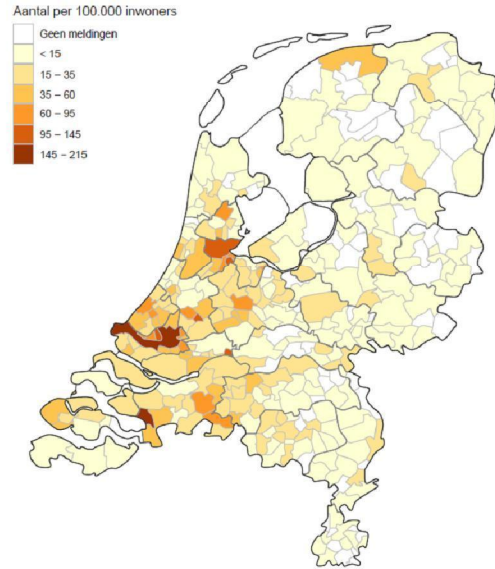 Aantal per 100.000 inwoners
Geen meldingen
< 15
15 – 35
35 – 60
60 – 95
95 – 145
145 – 215